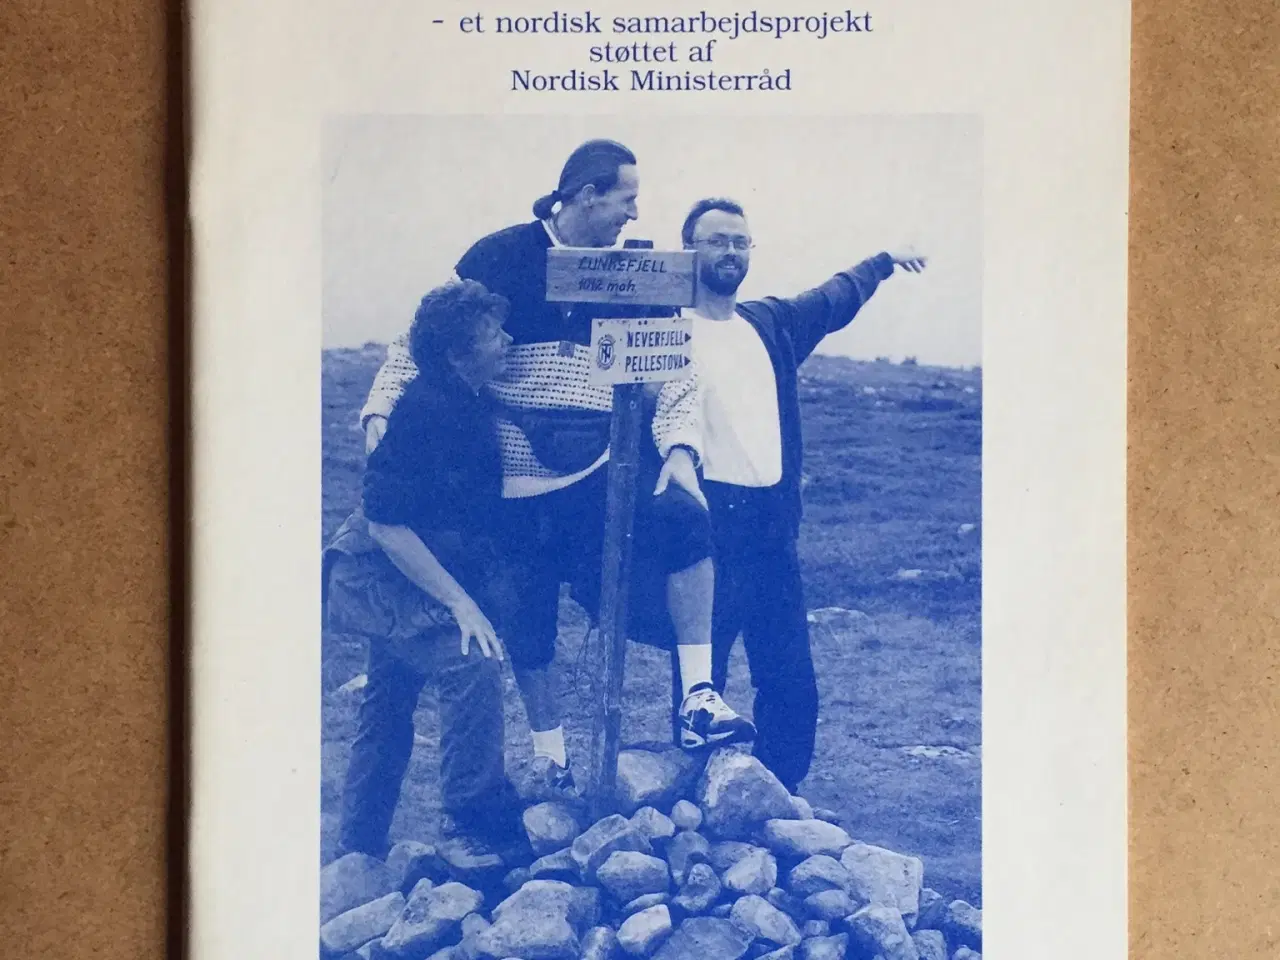 - et nordisk samarbejdsprojekt
støttet af
Nordisk Ministerråd
LUNKEFJELL
1012 moh.
NEVERFJELL
PELLESTOVA